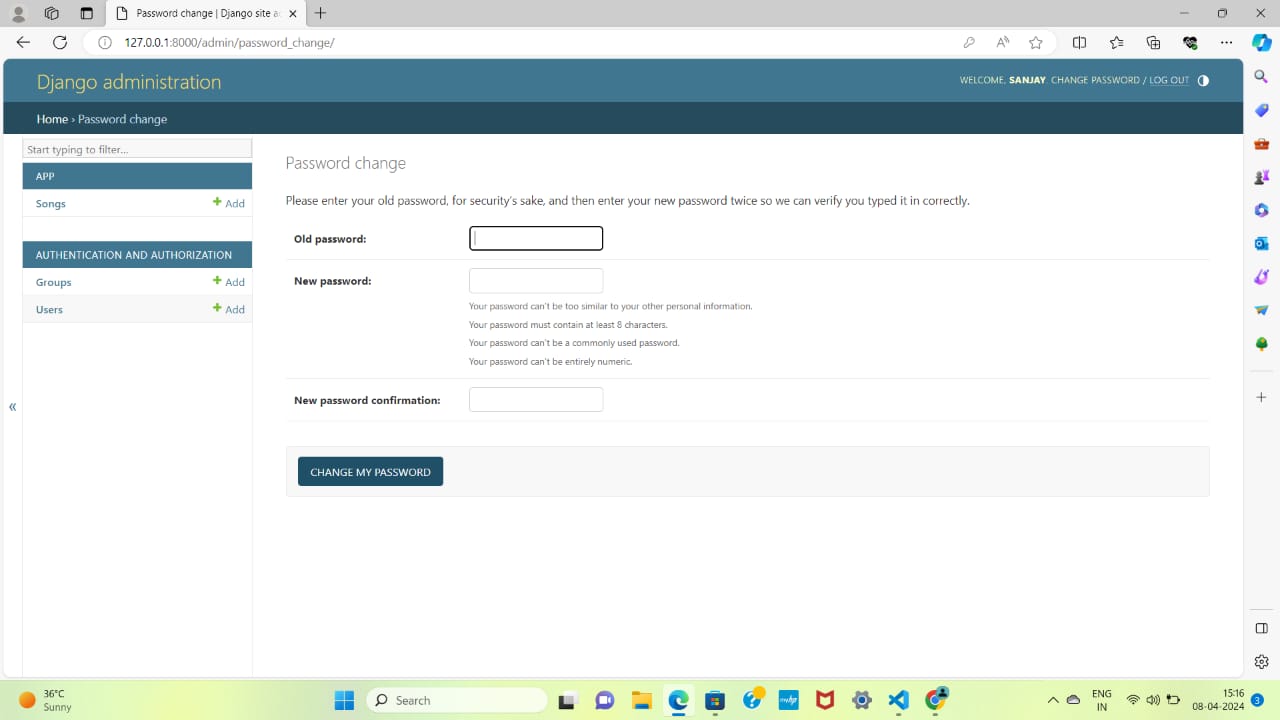 Password change | Django site a
127.0.0.1:8000/admin/password_change/
Django administration
WELCOME, SANJAY CHANGE PASSWORD / LOG OUT
Home › Password change
Start typing to filter...
APP
Songs + Add
AUTHENTICATION AND AUTHORIZATION
Groups + Add
Users + Add
«
Password change
Please enter your old password, for security's sake, and then enter your new password twice so we can verify you typed it in correctly.
Old password:
New password:
Your password can't be too similar to your other personal information.
Your password must contain at least 8 characters.
Your password can't be a commonly used password.
Your password can't be entirely numeric.
New password confirmation:
CHANGE MY PASSWORD
36°C
Sunny
Search
ENG
IN
15:16
08-04-2024
3